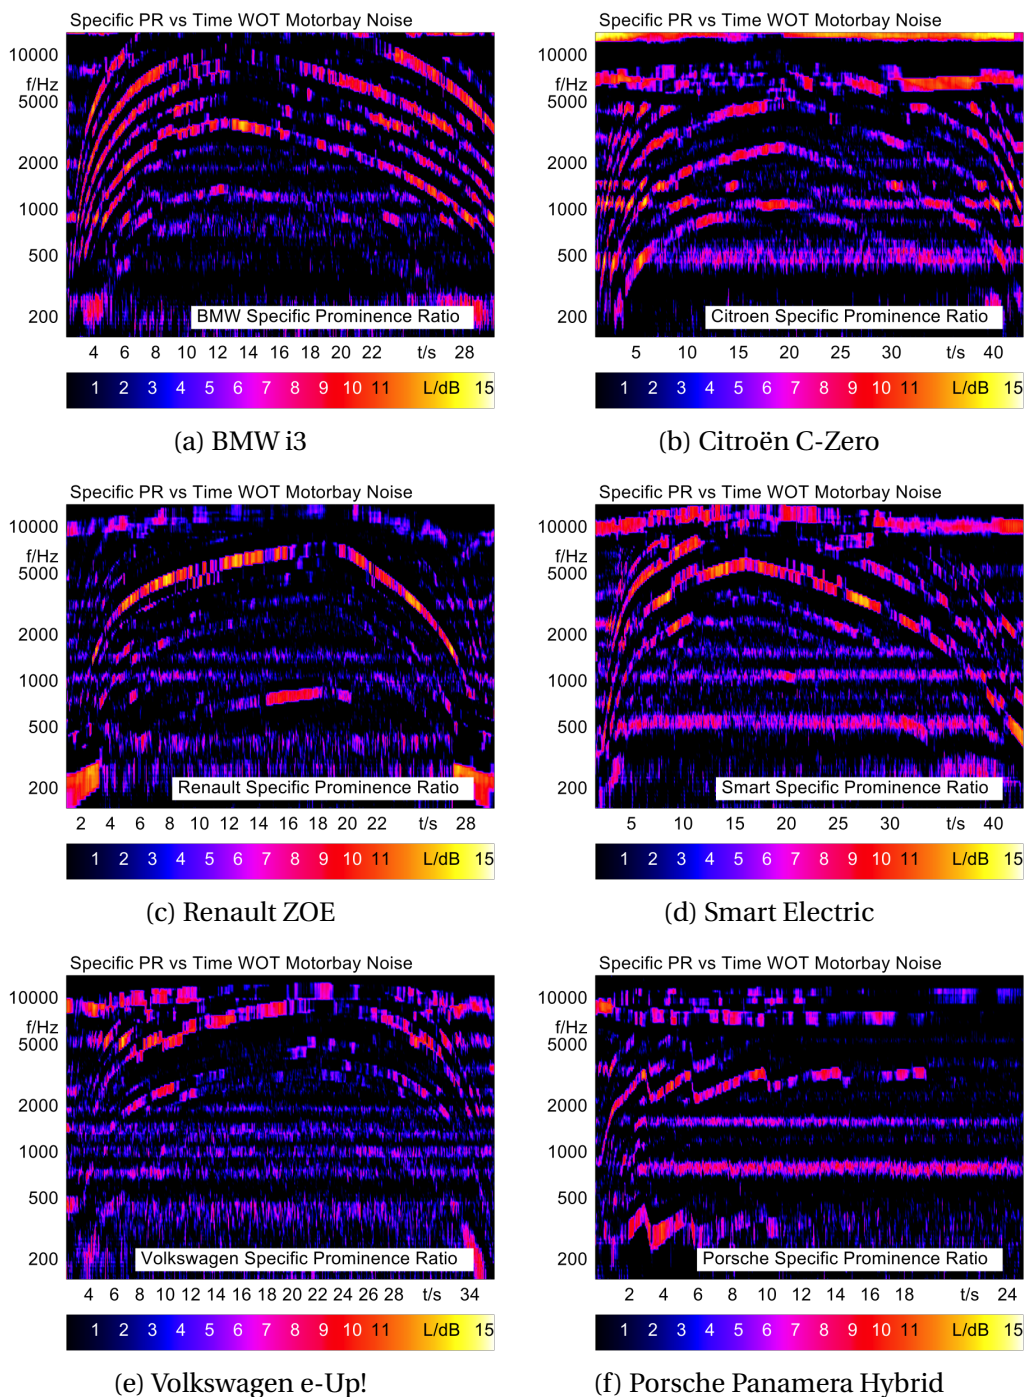 Specific PR vs Time WOT Motorbay Noise
10000
f/Hz
5000
2000
1000
500
200
BMW Specific Prominence Ratio
4 6 8 10 12 14 16 18 20 22 t/s 28
1 2 3 4 5 6 7 8 9 10 11 L/dB 15
(a) BMW i3
Specific PR vs Time WOT Motorbay Noise
10000
f/Hz
5000
2000
1000
500
200
Citroen Specific Prominence Ratio
5 10 15 20 25 30 t/s 40
1 2 3 4 5 6 7 8 9 10 11 L/dB 15
(b) Citroën C-Zero
Specific PR vs Time WOT Motorbay Noise
10000
f/Hz
5000
2000
1000
500
200
Renault Specific Prominence Ratio
2 4 6 8 10 12 14 16 18 20 22 t/s 28
1 2 3 4 5 6 7 8 9 10 11 L/dB 15
(c) Renault ZOE
Specific PR vs Time WOT Motorbay Noise
10000
f/Hz
5000
2000
1000
500
200
Smart Specific Prominence Ratio
5 10 15 20 25 30 t/s 40
1 2 3 4 5 6 7 8 9 10 11 L/dB 15
(d) Smart Electric
Specific PR vs Time WOT Motorbay Noise
10000
f/Hz
5000
2000
1000
500
200
Volkswagen Specific Prominence Ratio
4 6 8 10 12 14 16 18 20 22 24 26 28 t/s 34
1 2 3 4 5 6 7 8 9 10 11 L/dB 15
(e) Volkswagen e-Up!
Specific PR vs Time WOT Motorbay Noise
10000
f/Hz
5000
2000
1000
500
200
Porsche Specific Prominence Ratio
2 4 6 8 10 12 14 16 18 t/s 24
1 2 3 4 5 6 7 8 9 10 11 L/dB 15
(f) Porsche Panamera Hybrid